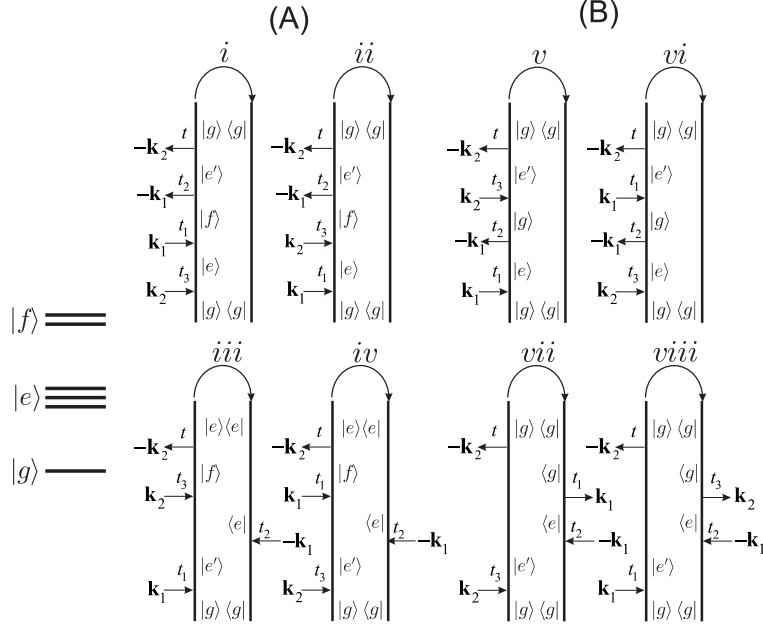 (A) (B)
i ii v vi
t |g⟩ ⟨g| t |g⟩ ⟨g| t |g⟩ ⟨g| t |g⟩ ⟨g|
-k₂ -k₂ -k₂ -k₂
t₂ |e'⟩ t₂ |e'⟩ t₃ |e'⟩ t₁ |e'⟩
-k₁ -k₁ k₂ k₁
t₁ |f⟩ t₃ |f⟩ t₂ |g⟩ t₂ |g⟩
k₁ k₂ -k₁ -k₁
t₃ |e⟩ t₁ |e⟩ t₁ |e⟩ t₃ |e⟩
k₂ k₁ k₁ k₂
|g⟩ ⟨g| |g⟩ ⟨g| |g⟩ ⟨g| |g⟩ ⟨g|
|f⟩
|e⟩
|g⟩
iii iv vii viii
t |e⟩⟨e| t |e⟩⟨e| t |g⟩ ⟨g| t |g⟩ ⟨g|
-k₂ -k₂ -k₂ -k₂
t₃ |f⟩ t₁ |f⟩ ⟨g| t₁ ⟨g| t₃
k₂ k₁ k₁ k₂
⟨e| t₂ ⟨e| t₂ ⟨e| t₂ ⟨e| t₂
-k₁ -k₁ -k₁ -k₁
t₁ |e'⟩ t₃ |e'⟩ t₃ |e'⟩ t₁ |e'⟩
k₁ k₂ k₂ k₁
|g⟩ ⟨g| |g⟩ ⟨g| |g⟩ ⟨g| |g⟩ ⟨g|